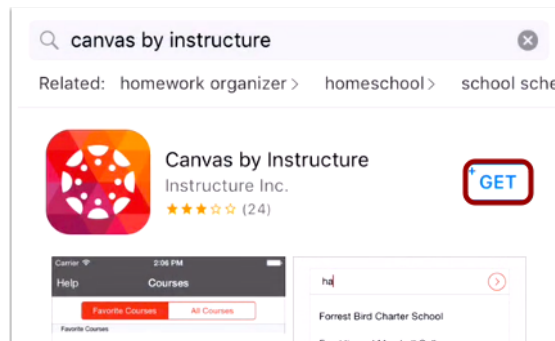 canvas by instructure
Related: homework organizer > homeschool > school sche
Canvas by Instructure
Instructure Inc.
+ GET
★★★☆☆ (24)
Carrier 2:06 PM
Help Courses
Favorite Courses All Courses
Favorite Courses
ha
Forrest Bird Charter School